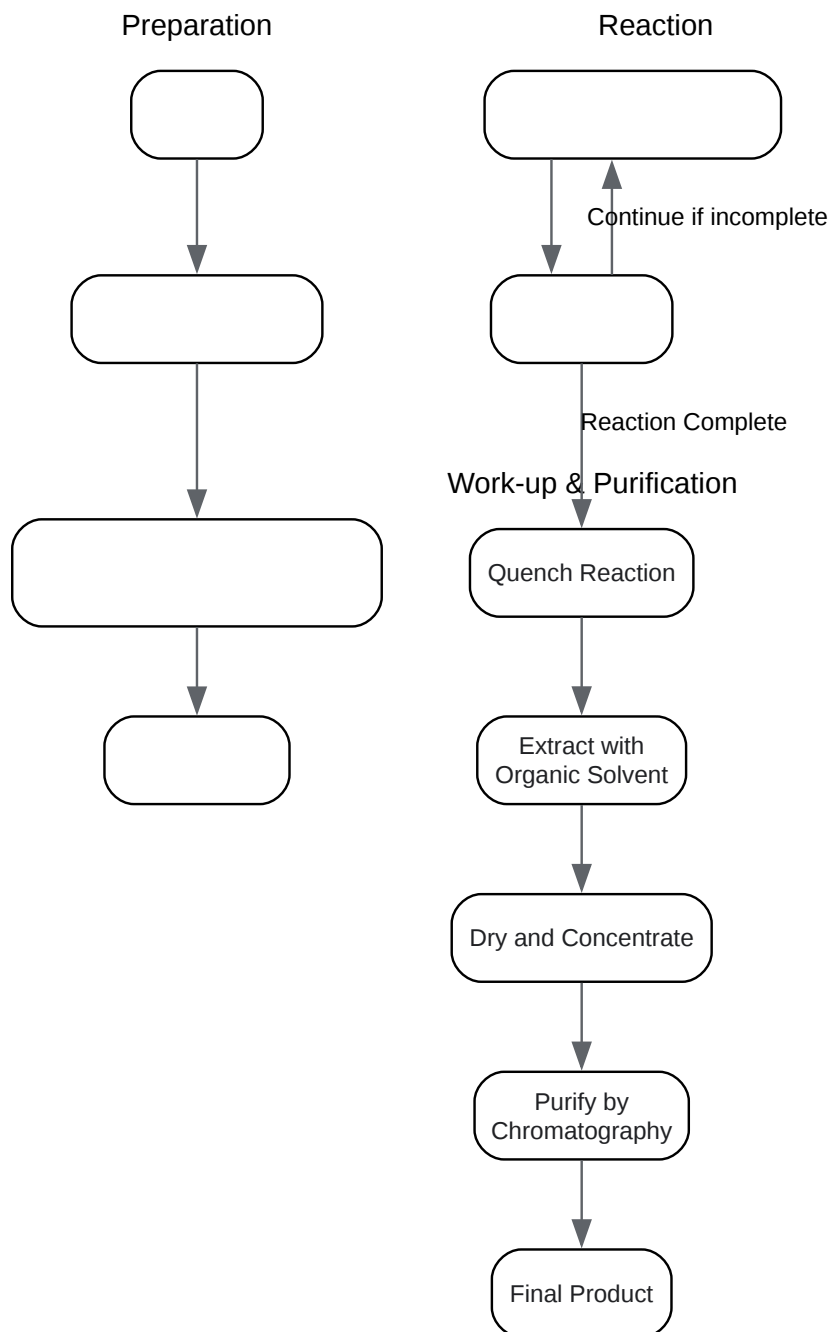 Preparation
Reaction
Continue if incomplete
Reaction Complete
Work-up & Purification
Quench Reaction
Extract with
Organic Solvent
Dry and Concentrate
Purify by
Chromatography
Final Product